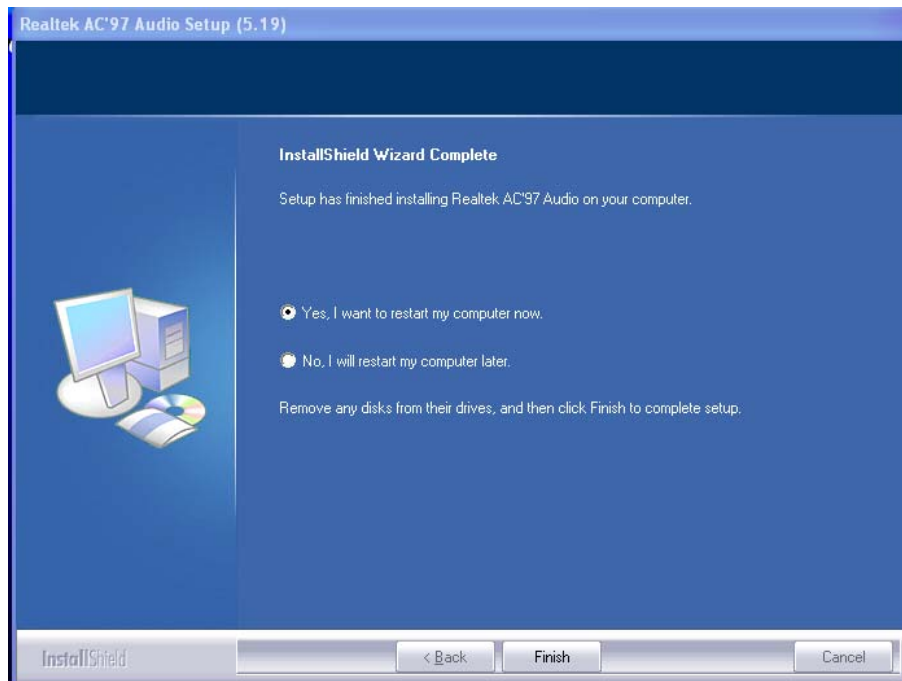 Realtek AC'97 Audio Setup (5.19)
InstallShield Wizard Complete
Setup has finished installing Realtek AC'97 Audio on your computer.
Yes, I want to restart my computer now.
No, I will restart my computer later.
Remove any disks from their drives, and then click Finish to complete setup.
InstallShield
< Back Finish Cancel